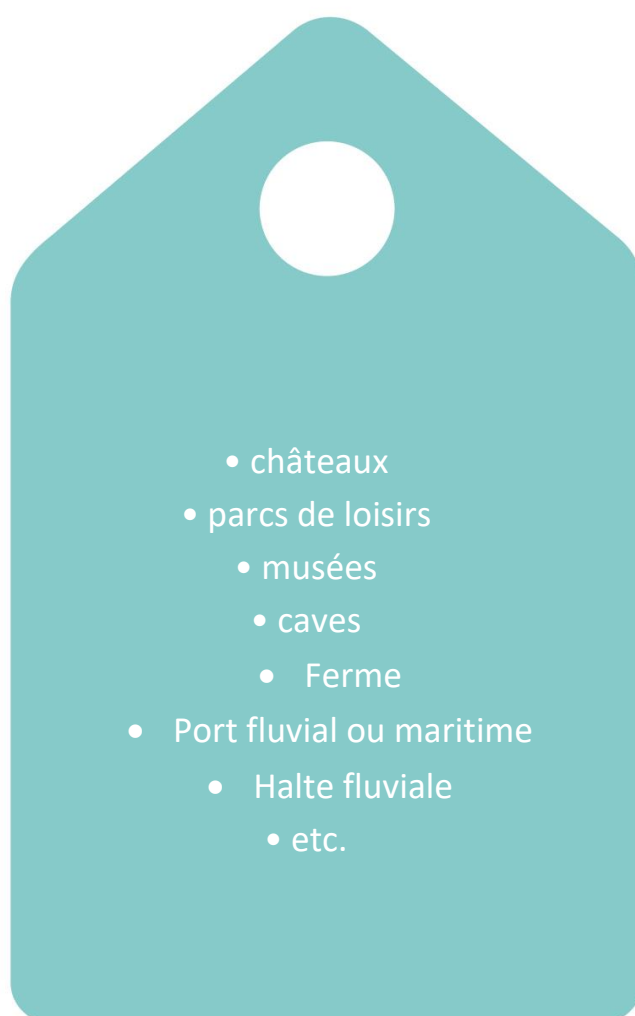 • châteaux
• parcs de loisirs
• musées
• caves
• Ferme
• Port fluvial ou maritime
• Halte fluviale
• etc.